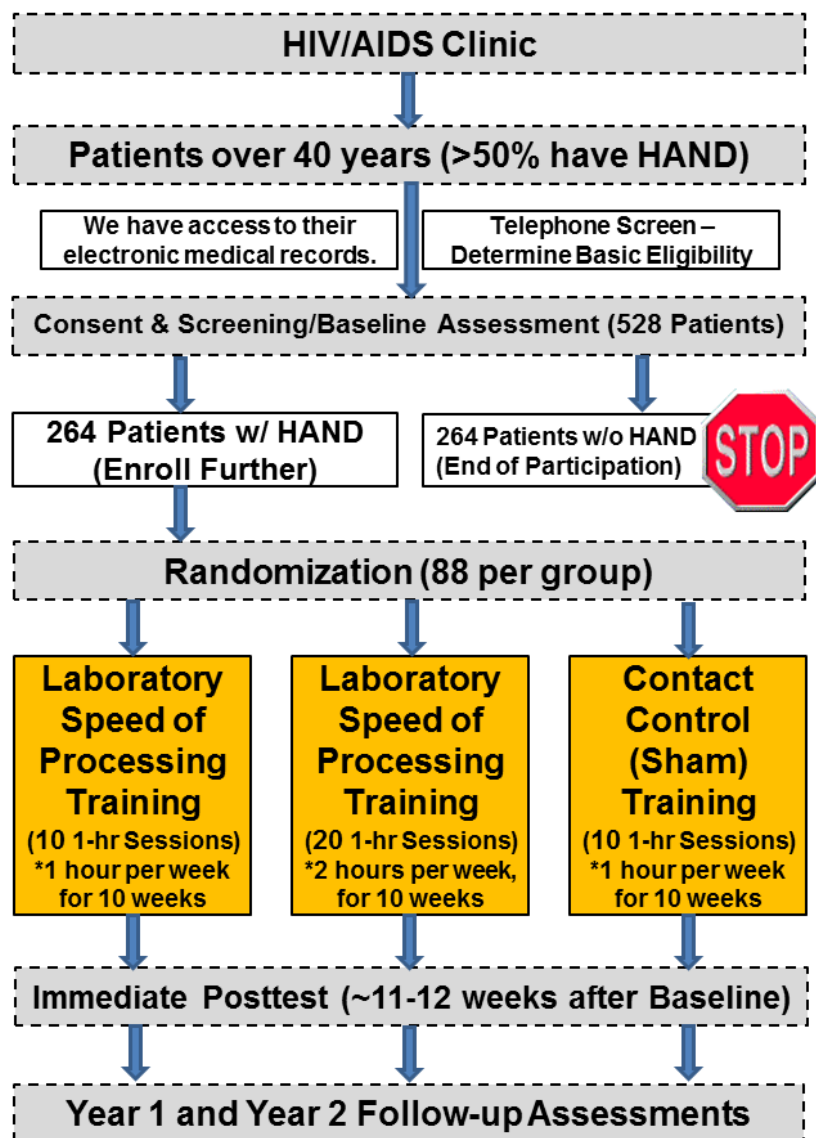 HIV/AIDS Clinic
Patients over 40 years (>50% have HAND)
We have access to their
electronic medical records.
Telephone Screen –
Determine Basic Eligibility
Consent & Screening/Baseline Assessment (528 Patients)
264 Patients w/ HAND
(Enroll Further)
264 Patients w/o HAND
(End of Participation)
STOP
Randomization (88 per group)
Laboratory
Speed of
Processing
Training
(10 1-hr Sessions)
*1 hour per week
for 10 weeks
Laboratory
Speed of
Processing
Training
(20 1-hr Sessions)
*2 hours per week,
for 10 weeks
Contact
Control
(Sham)
Training
(10 1-hr Sessions)
*1 hour per week
for 10 weeks
Immediate Posttest (~11-12 weeks after Baseline)
Year 1 and Year 2 Follow-up Assessments